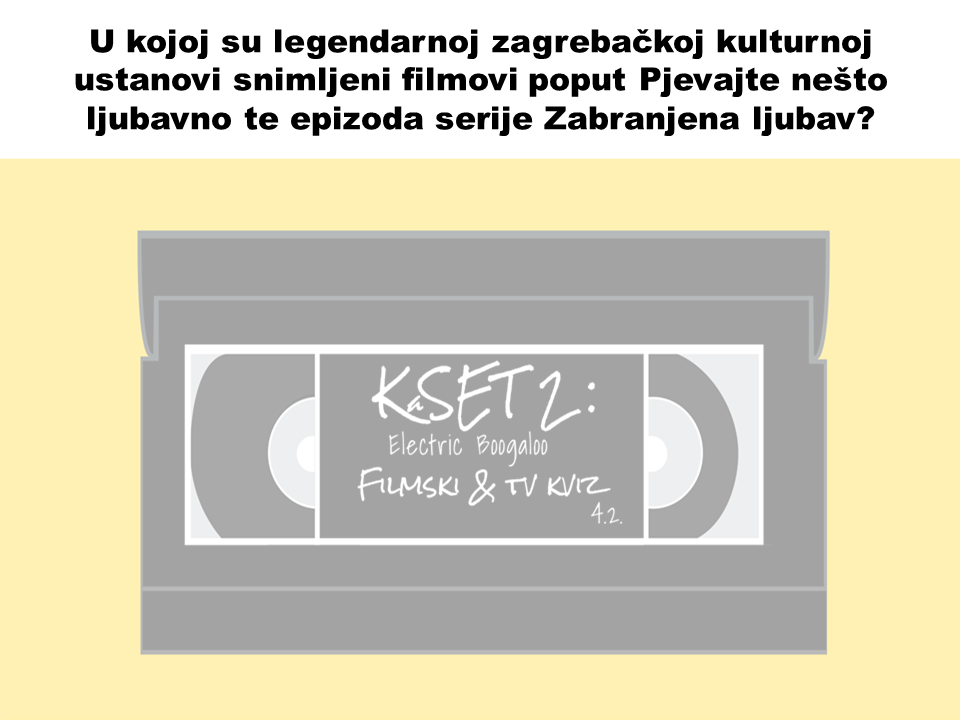 U kojoj su legendarnoj zagrebačkoj kulturnoj
ustanovi snimljeni filmovi poput Pjevajte nešto
ljubavno te epizoda serije Zabranjena ljubav?
KaSET 2:
Electric Boogaloo
FILMSKI & TV KVIZ
4.2.